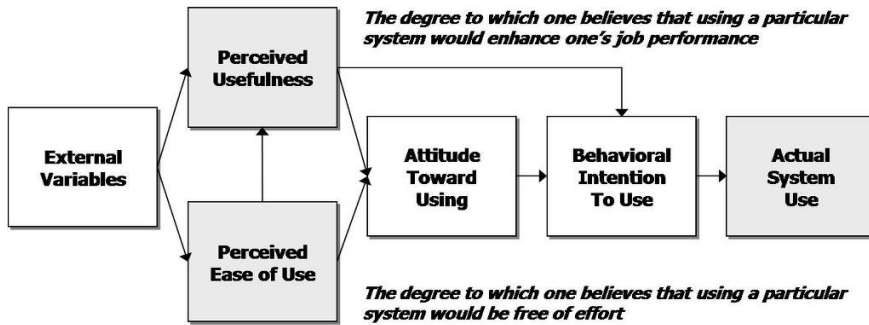 The degree to which one believes that using a particular
system would enhance one's job performance
Perceived
Usefulness
External
Variables
Attitude
Toward
Using
Behavioral
Intention
To Use
Actual
System
Use
Perceived
Ease of Use
The degree to which one believes that using a particular
system would be free of effort